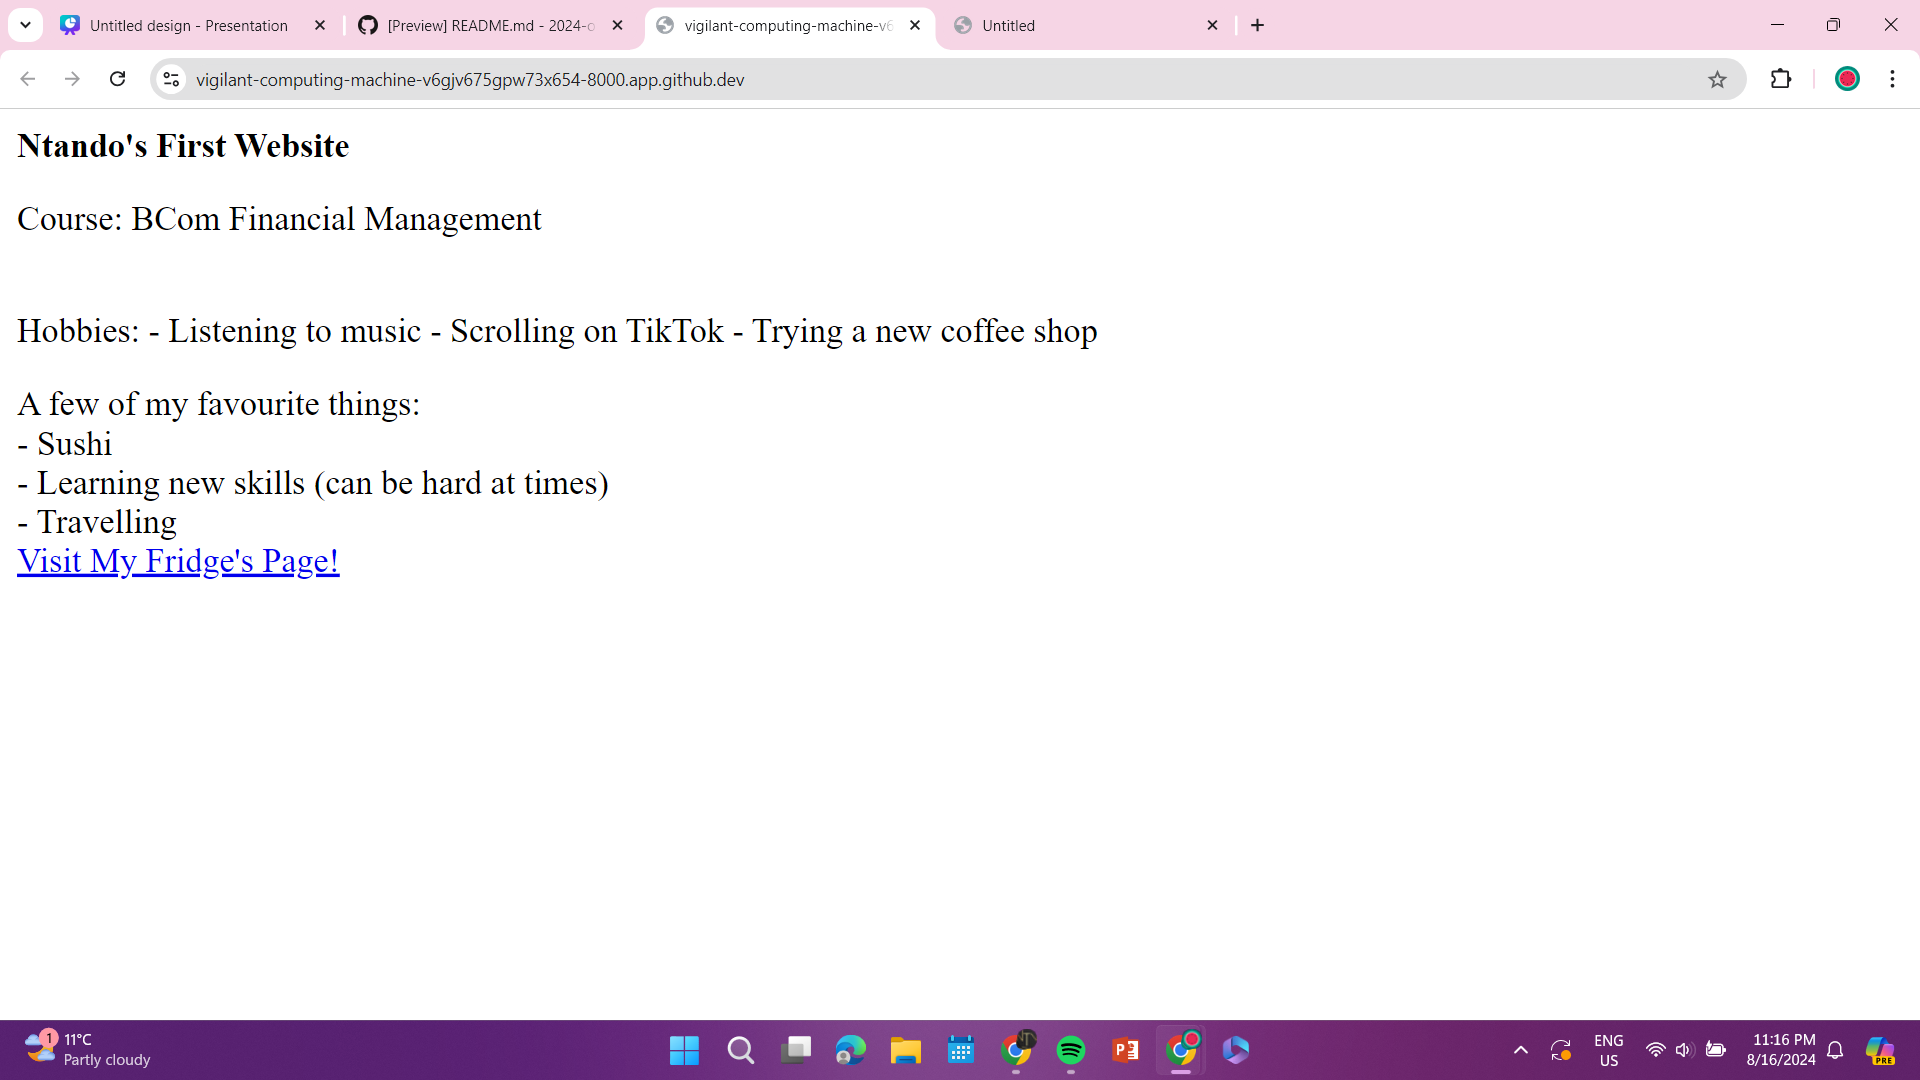 Untitled design - Presentation
[Preview] README.md - 2024-o
vigilant-computing-machine-v6
Untitled
vigilant-computing-machine-v6gjv675gpw73x654-8000.app.github.dev
Ntando's First Website
Course: BCom Financial Management
Hobbies: - Listening to music - Scrolling on TikTok - Trying a new coffee shop
A few of my favourite things:
- Sushi
- Learning new skills (can be hard at times)
- Travelling
Visit My Fridge's Page!
1
11°C
Partly cloudy
NT
P
ENG
US
11:16 PM
8/16/2024
PRE